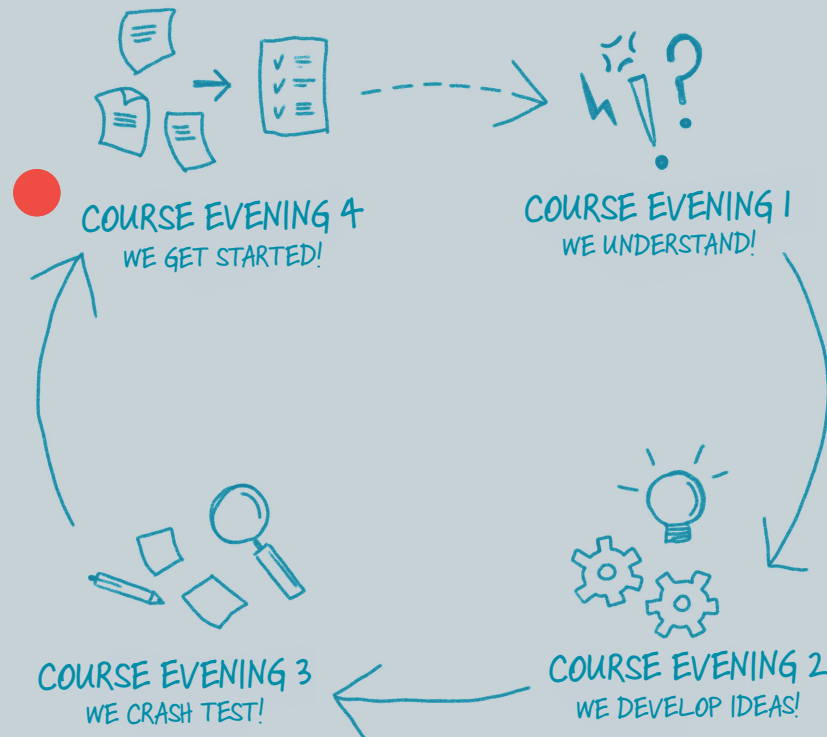 COURSE EVENING 4
WE GET STARTED!
COURSE EVENING 1
WE UNDERSTAND!
COURSE EVENING 3
WE CRASH TEST!
COURSE EVENING 2
WE DEVELOP IDEAS!